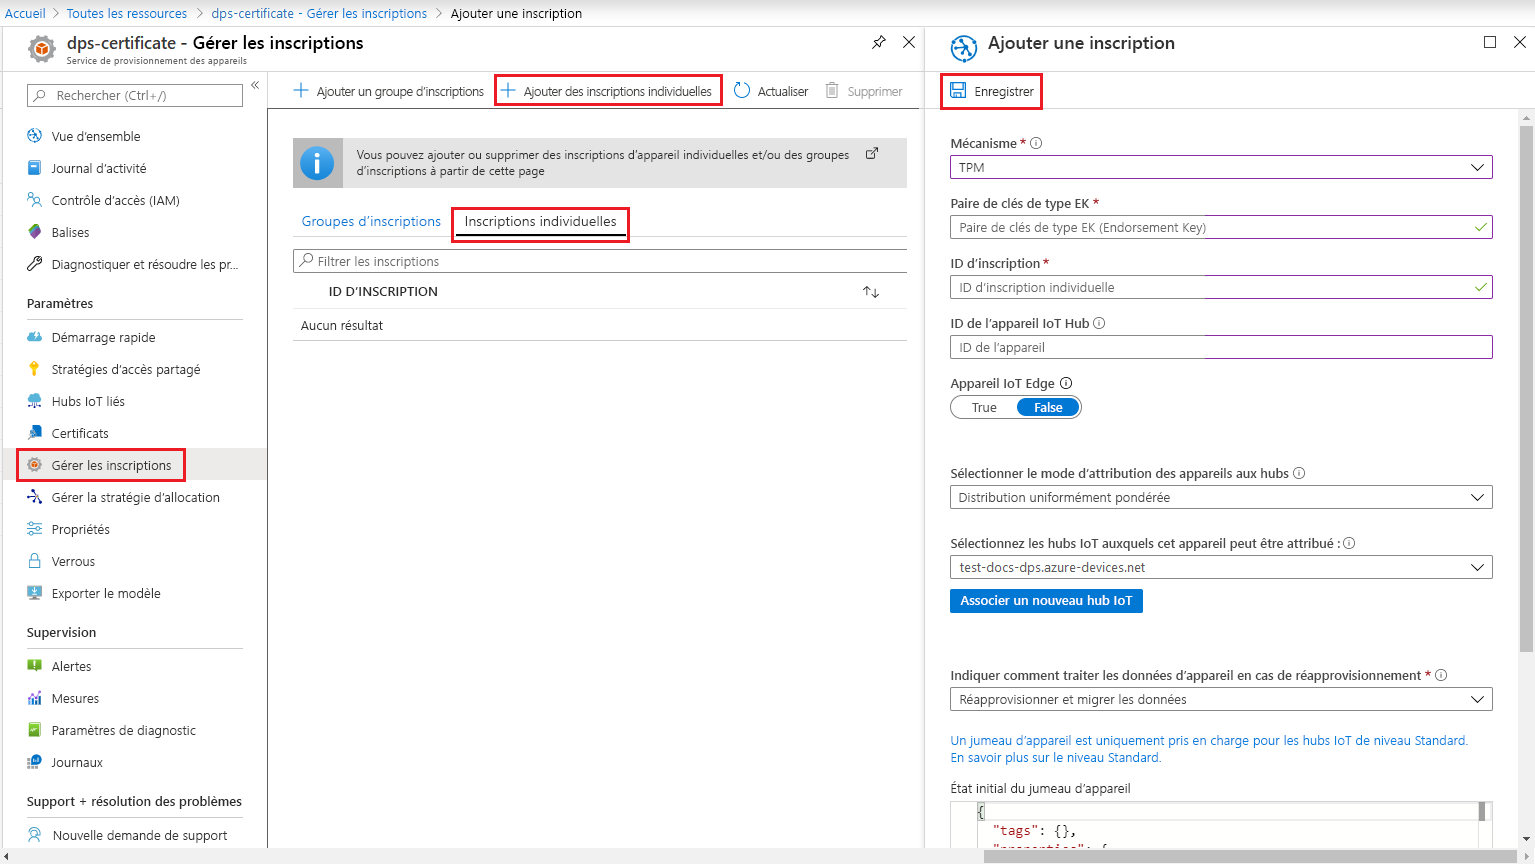 Accueil > Toutes les ressources > dps-certificate - Gérer les inscriptions > Ajouter une inscription
dps-certificate - Gérer les inscriptions
Service de provisionnement des appareils
Rechercher (Ctrl+/)
Vue d'ensemble
Journal d'activité
Contrôle d'accès (IAM)
Balises
Diagnostiquer et résoudre les pr...
Paramètres
Démarrage rapide
Stratégies d'accès partagé
Hubs IoT liés
Certificats
Gérer les inscriptions
Gérer la stratégie d'allocation
Propriétés
Verrous
Exporter le modèle
Supervision
Alertes
Mesures
Paramètres de diagnostic
Journaux
Support + résolution des problèmes
Nouvelle demande de support
Ajouter un groupe d'inscriptions
Ajouter des inscriptions individuelles
Actualiser
Supprimer
Vous pouvez ajouter ou supprimer des inscriptions d'appareil individuelles et/ou des groupes
d'inscriptions à partir de cette page
Groupes d'inscriptions
Inscriptions individuelles
Filtrer les inscriptions
ID D'INSCRIPTION
Aucun résultat
Ajouter une inscription
Enregistrer
Mécanisme *
TPM
Paire de clés de type EK *
Paire de clés de type EK (Endorsement Key)
ID d'inscription *
ID d'inscription individuelle
ID de l'appareil IoT Hub
ID de l'appareil
Appareil IoT Edge
True False
Sélectionner le mode d'attribution des appareils aux hubs
Distribution uniformément pondérée
Sélectionnez les hubs IoT auxquels cet appareil peut être attribué :
test-docs-dps.azure-devices.net
Associer un nouveau hub IoT
Indiquer comment traiter les données d'appareil en cas de réapprovisionnement *
Réapprovisionner et migrer les données
Un jumeau d'appareil est uniquement pris en charge pour les hubs IoT de niveau Standard.
En savoir plus sur le niveau Standard.
État initial du jumeau d'appareil
{
"tags": {},
"properties": {